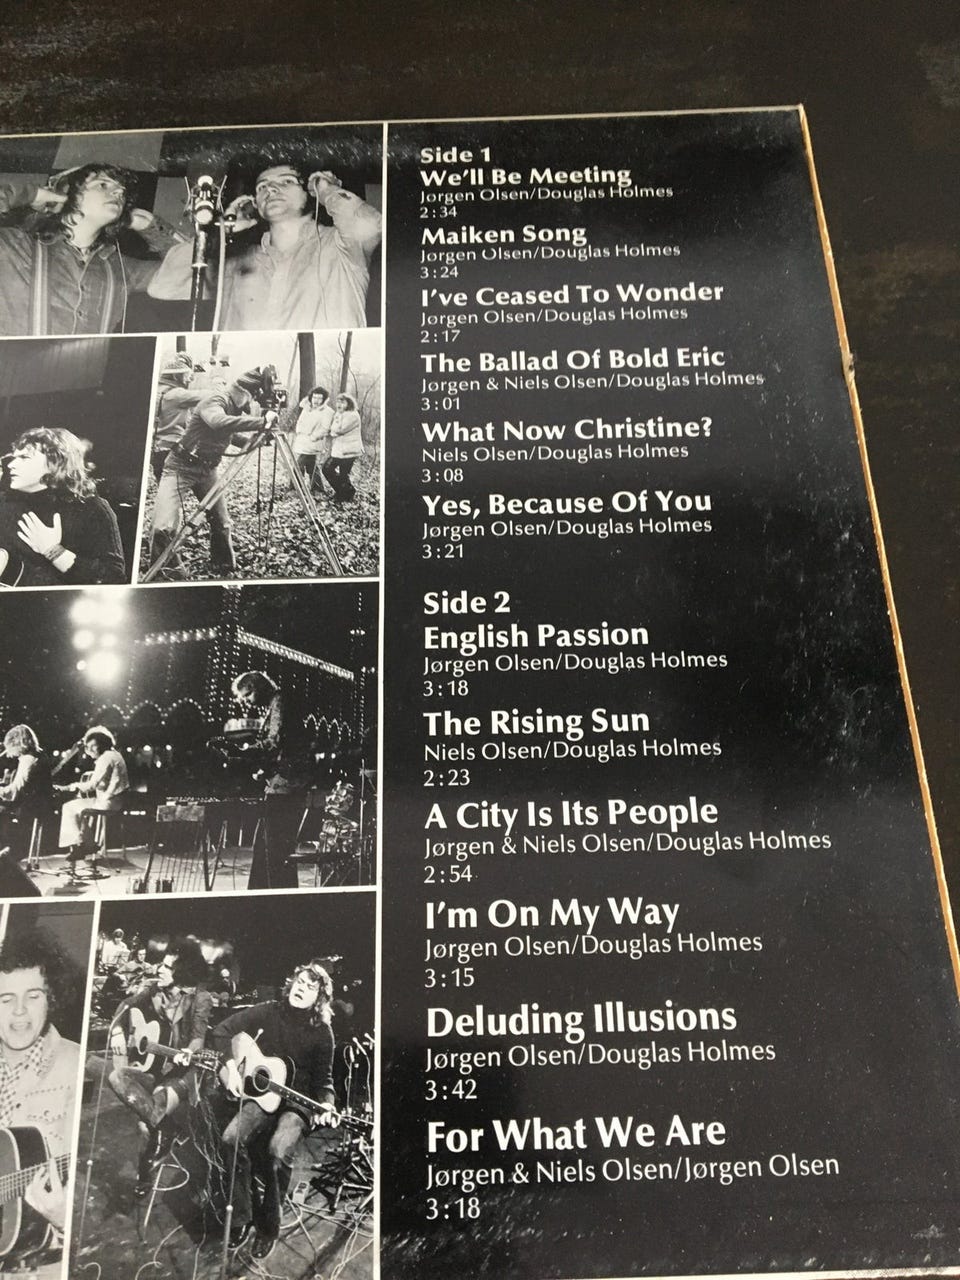 Side 1
We'll Be Meeting
Jørgen Olsen/Douglas Holmes
2:34
Maiken Song
Jørgen Olsen/Douglas Holmes
3:24
I've Ceased To Wonder
Jørgen Olsen/Douglas Holmes
2:17
The Ballad Of Bold Eric
Jørgen & Niels Olsen/Douglas Holmes
3:01
What Now Christine?
Niels Olsen/Douglas Holmes
3:08
Yes, Because Of You
Jørgen Olsen/Douglas Holmes
3:21
Side 2
English Passion
Jørgen Olsen/Douglas Holmes
3:18
The Rising Sun
Niels Olsen/Douglas Holmes
2:23
A City Is Its People
Jørgen & Niels Olsen/Douglas Holmes
2:54
I'm On My Way
Jørgen Olsen/Douglas Holmes
3:15
Deluding Illusions
Jørgen Olsen/Douglas Holmes
3:42
For What We Are
Jørgen & Niels Olsen/Jørgen Olsen
3:18